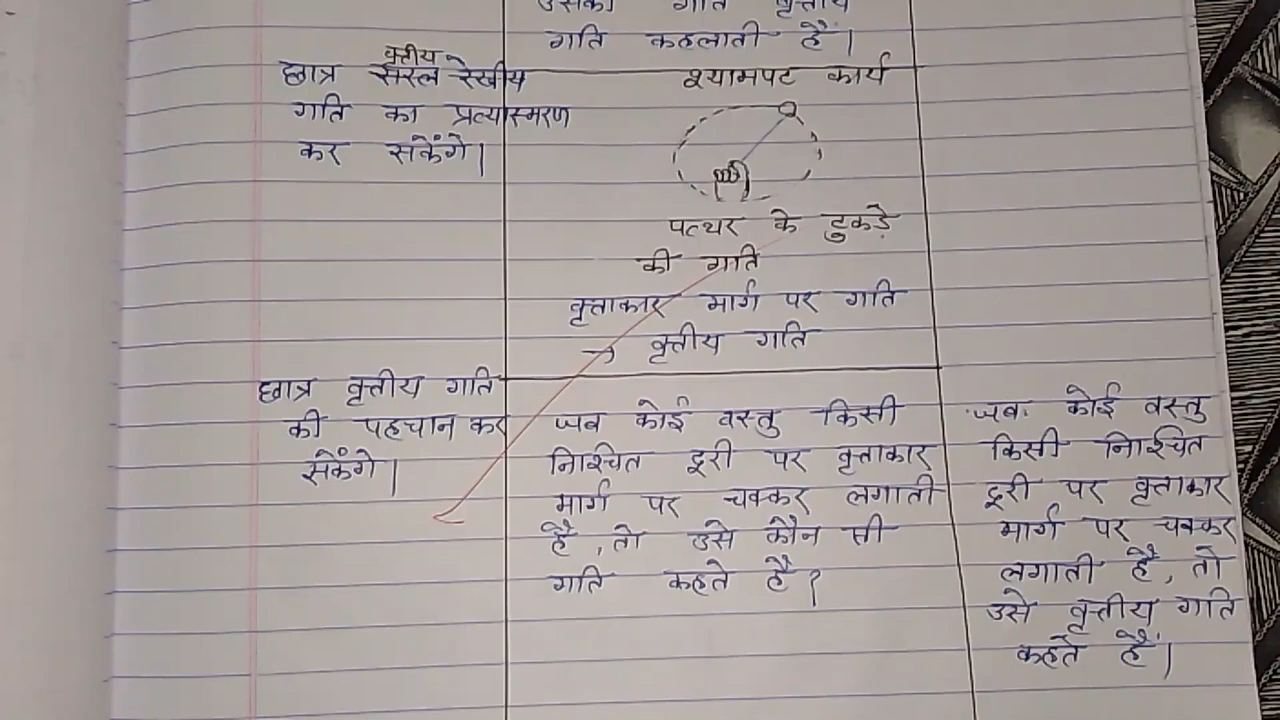 उसकी गति वृत्तीय
गति कहलाती है।
वृत्तीय
छात्र सरल रेखीय
गति का प्रत्यास्मरण
कर सकेंगे।
श्यामपट कार्य
पत्थर के टुकड़े
की गति
वृत्ताकार मार्ग पर गति
→ वृत्तीय गति
छात्र वृत्तीय गति
की पहचान कर
सकेंगे।
जब कोई वस्तु किसी
निश्चित दूरी पर वृत्ताकार
मार्ग पर चक्कर लगाती
है, तो उसे कौन सी
गति कहते है?
जब कोई वस्तु
किसी निश्चित
दूरी पर वृत्ताकार
मार्ग पर चक्कर
लगाती है, तो
उसे वृत्तीय गति
कहते हैं।